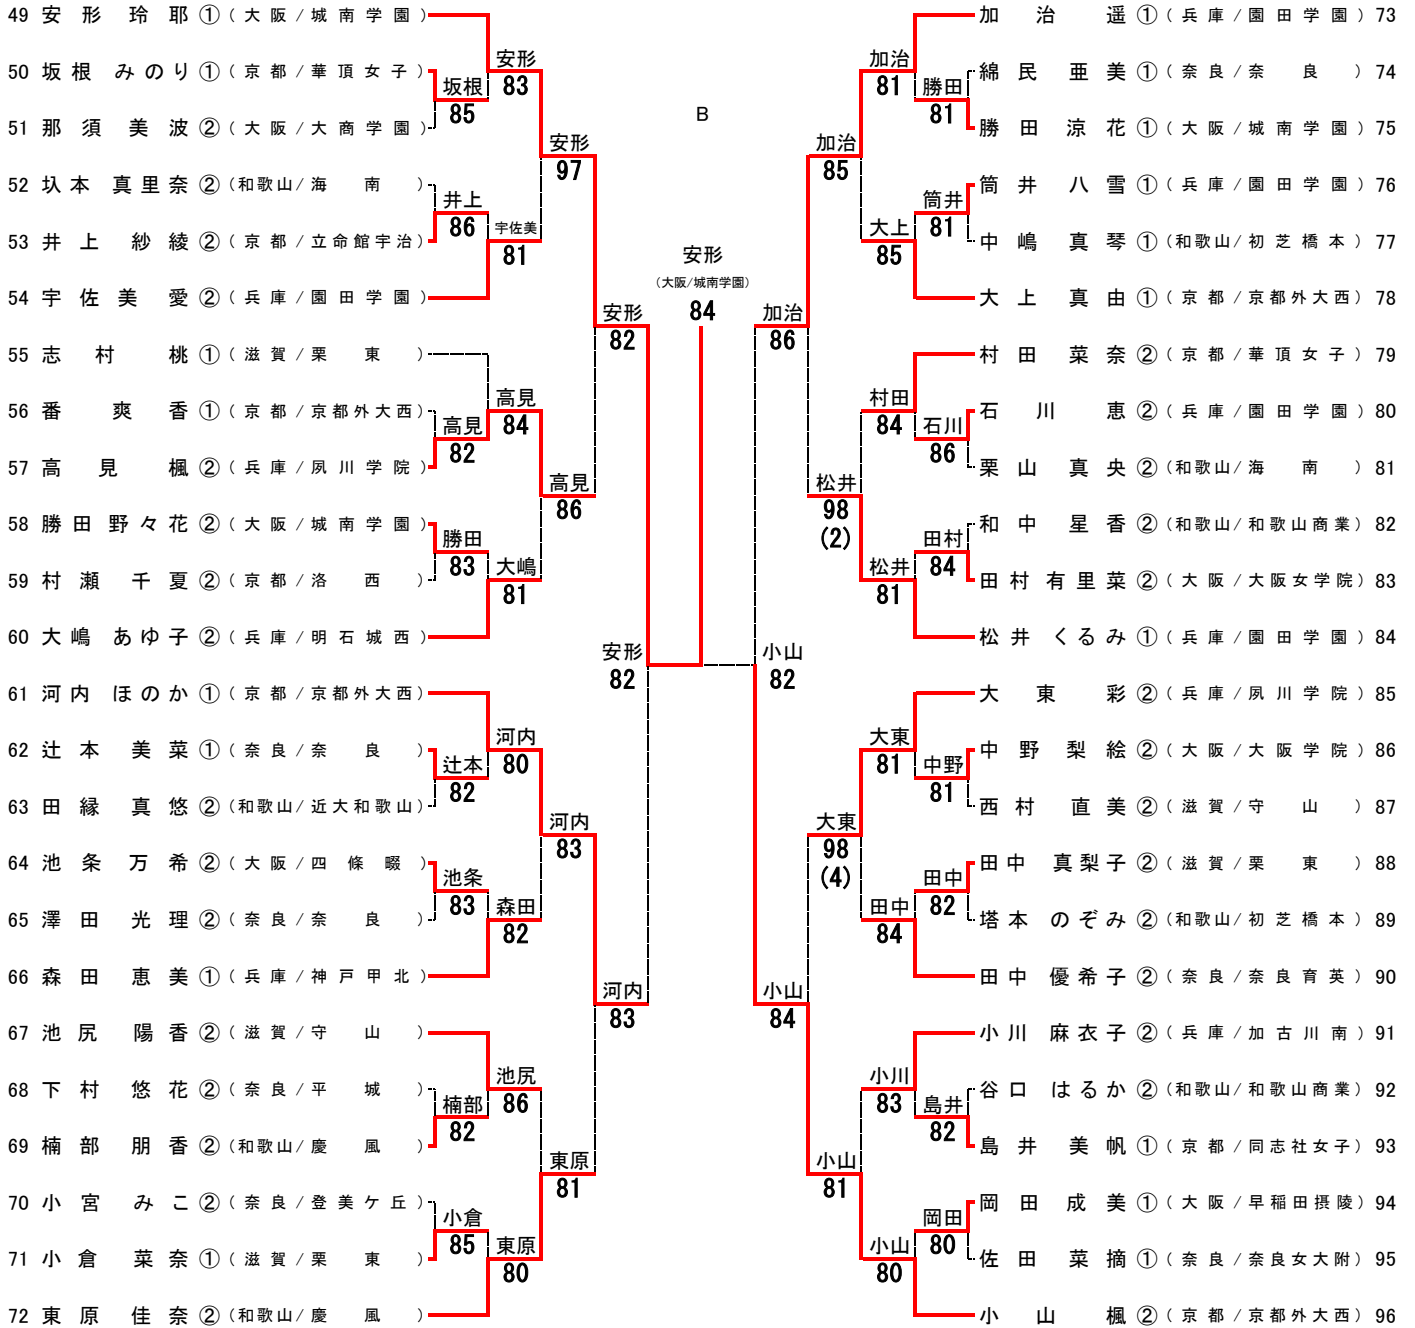 49 安形玲耶 ① (大阪/城南学園)
50 坂根みのり ① (京都/華頂女子)
51 那須美波 ② (大阪/大商学園)
52 圦本真里奈 ② (和歌山/海南)
53 井上紗綾 ② (京都/立命館宇治)
54 宇佐美愛 ② (兵庫/園田学園)
55 志村桃 ① (滋賀/栗東)
56 番爽香 ① (京都/京都外大西)
57 高見楓 ② (兵庫/夙川学院)
58 勝田野々花 ② (大阪/城南学園)
59 村瀬千夏 ② (京都/洛西)
60 大嶋あゆ子 ② (兵庫/明石城西)
61 河内ほのか ① (京都/京都外大西)
62 辻本美菜 ① (奈良/奈良)
63 田縁真悠 ② (和歌山/近大和歌山)
64 池条万希 ② (大阪/四條畷)
65 澤田光理 ② (奈良/奈良)
66 森田恵美 ① (兵庫/神戸甲北)
67 池尻陽香 ② (滋賀/守山)
68 下村悠花 ② (奈良/平城)
69 楠部朋香 ② (和歌山/慶風)
70 小宮みこ ② (奈良/登美ケ丘)
71 小倉菜奈 ① (滋賀/栗東)
72 東原佳奈 ② (和歌山/慶風)
坂根
85
井上
86
高見
82
勝田
83
辻本
82
池条
83
楠部
82
小倉
85
安形
83
宇佐美
81
高見
84
大嶋
81
河内
80
森田
82
池尻
86
東原
80
安形
97
高見
86
河内
83
東原
81
安形
82
河内
83
安形
82
B
安形
(大阪/城南学園)
84
小山
82
加治
86
小山
84
加治
85
松井
98
(2)
大東
98
(4)
小山
81
加治
81
大上
85
村田
84
松井
81
大東
81
田中
84
小川
83
小山
80
勝田
81
筒井
81
石川
86
田村
84
中野
81
田中
82
島井
82
岡田
80
加治遥 ① (兵庫/園田学園) 73
綿民亜美 ① (奈良/奈良) 74
勝田涼花 ① (大阪/城南学園) 75
筒井八雪 ① (兵庫/園田学園) 76
中嶋真琴 ① (和歌山/初芝橋本) 77
大上真由 ① (京都/京都外大西) 78
村田菜奈 ② (京都/華頂女子) 79
石川恵 ② (兵庫/園田学園) 80
栗山真央 ② (和歌山/海南) 81
和中星香 ② (和歌山/和歌山商業) 82
田村有里菜 ② (大阪/大阪女学院) 83
松井くるみ ① (兵庫/園田学園) 84
大東彩 ② (兵庫/夙川学院) 85
中野梨絵 ② (大阪/大阪学院) 86
西村直美 ② (滋賀/守山) 87
田中真梨子 ② (滋賀/栗東) 88
塔本のぞみ ② (和歌山/初芝橋本) 89
田中優希子 ② (奈良/奈良育英) 90
小川麻衣子 ② (兵庫/加古川南) 91
谷口はるか ② (和歌山/和歌山商業) 92
島井美帆 ① (京都/同志社女子) 93
岡田成美 ① (大阪/早稲田摂陵) 94
佐田菜摘 ① (奈良/奈良女大附) 95
小山楓 ② (京都/京都外大西) 96